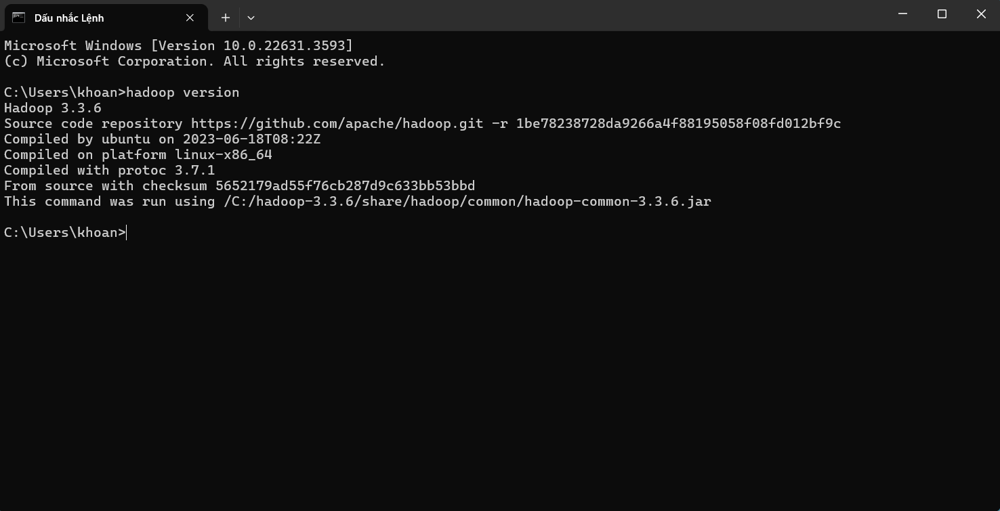 Dấu nhắc Lệnh
Microsoft Windows [Version 10.0.22631.3593]
(c) Microsoft Corporation. All rights reserved.
C:\Users\khoan>hadoop version
Hadoop 3.3.6
Source code repository https://github.com/apache/hadoop.git -r 1be78238728da9266a4f88195058f08fd012bf9c
Compiled by ubuntu on 2023-06-18T08:22Z
Compiled on platform linux-x86_64
Compiled with protoc 3.7.1
From source with checksum 5652179ad55f76cb287d9c633bb53bbd
This command was run using /C:/hadoop-3.3.6/share/hadoop/common/hadoop-common-3.3.6.jar
C:\Users\khoan>